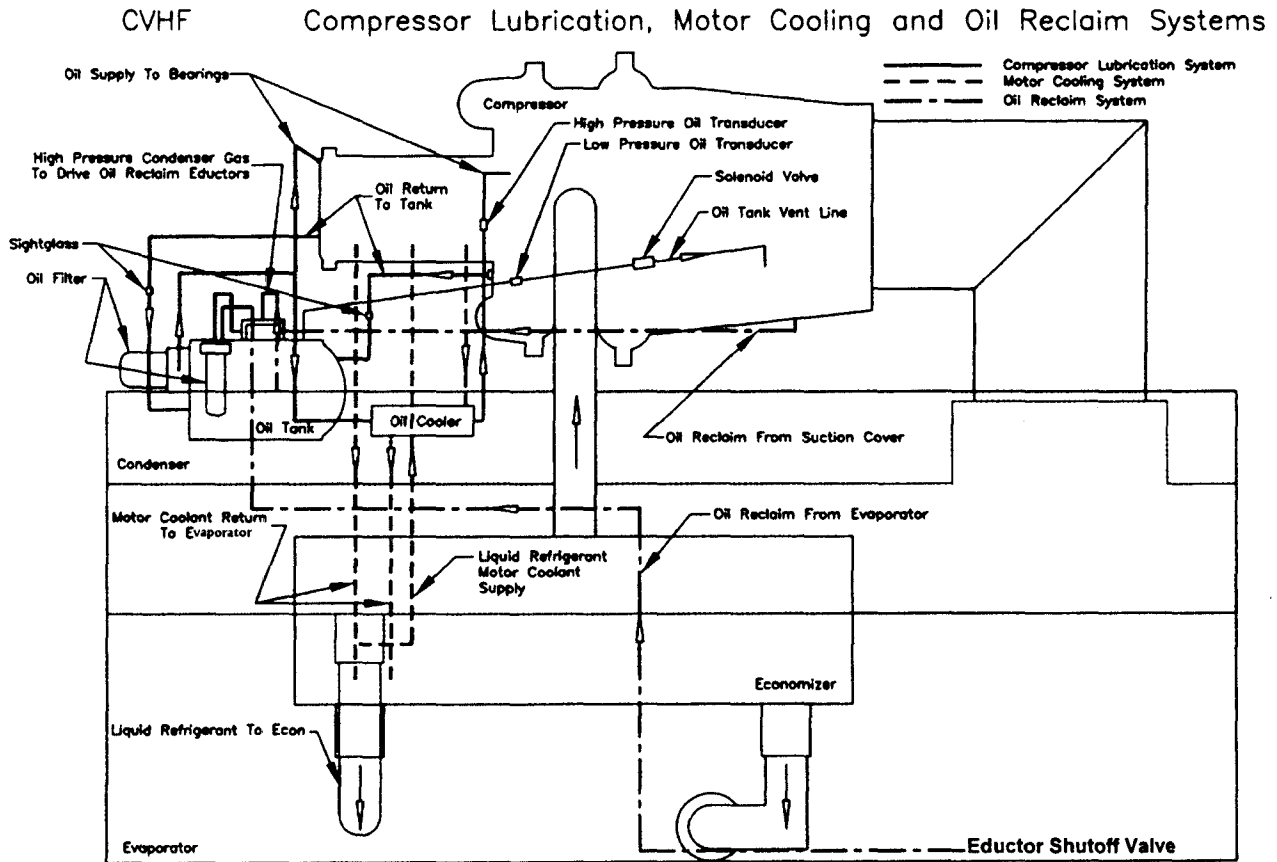 CVHF
Compressor Lubrication, Motor Cooling and Oil Reclaim Systems
Compressor Lubrication System
Motor Cooling System
Oil Reclaim System
Oil Supply To Bearings
Compressor
High Pressure Oil Transducer
Low Pressure Oil Transducer
High Pressure Condenser Gas
To Drive Oil Reclaim Eductors
Solenoid Valve
Oil Return
To Tank
Oil Tank Vent Line
Sightglass
Oil Filter
Oil Tank
Oil Cooler
Oil Reclaim From Suction Cover
Condenser
Motor Coolant Return
To Evaporator
Oil Reclaim From Evaporator
Liquid Refrigerant
Motor Coolant
Supply
Economizer
Liquid Refrigerant To Econ
Evaporator
Eductor Shutoff Valve